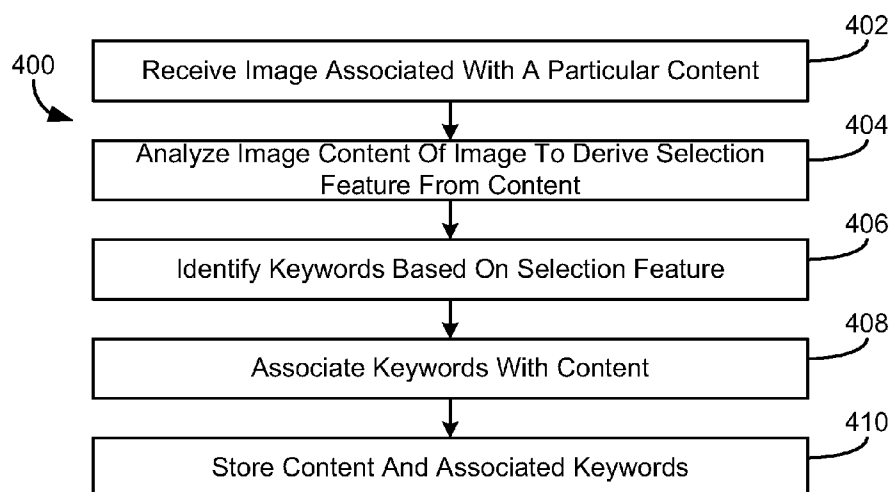 402
Receive Image Associated With A Particular Content
400
404
Analyze Image Content Of Image To Derive Selection
Feature From Content
406
Identify Keywords Based On Selection Feature
408
Associate Keywords With Content
410
Store Content And Associated Keywords